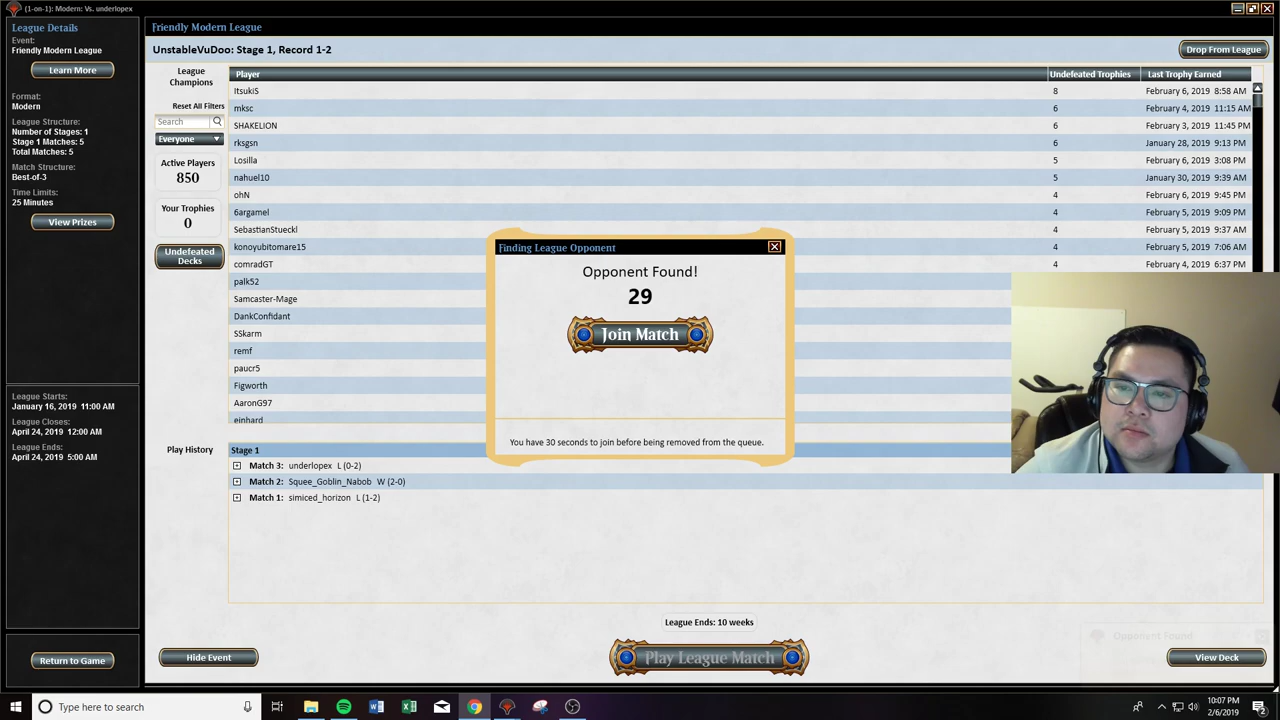 (1-on-1): Modern: Vs. underlopex
League Details
Event:
Friendly Modern League
Learn More
Format:
Modern
League Structure:
Number of Stages: 1
Stage 1 Matches: 5
Total Matches: 5
Match Structure:
Best-of-3
Time Limits:
25 Minutes
View Prizes
League Starts:
January 16, 2019 11:00 AM
League Closes:
April 24, 2019 12:00 AM
League Ends:
April 24, 2019 5:00 AM
Return to Game
Friendly Modern League
UnstableVuDoo: Stage 1, Record 1-2
Drop From League
League
Champions
Reset All Filters
Search
Everyone
Active Players
850
Your Trophies
0
Undefeated
Decks
Player Undefeated Trophies Last Trophy Earned
ItsukiS 8 February 6, 2019 8:58 AM
mksc 6 February 4, 2019 11:15 AM
SHAKELION 6 February 3, 2019 11:45 PM
rksgsn 6 January 28, 2019 9:13 PM
Losilla 5 February 6, 2019 3:08 PM
nahuel10 5 January 30, 2019 9:39 AM
ohN 4 February 6, 2019 9:45 PM
6argamel 4 February 5, 2019 9:09 PM
SebastianStueckl 4 February 5, 2019 9:37 AM
konoyubitomare15 4 February 5, 2019 7:06 AM
comradGT 4 February 4, 2019 6:37 PM
palk52
Samcaster-Mage
DankConfidant
SSkarm
remf
paucr5
Figworth
AaronG97
einhard
Finding League Opponent
Opponent Found!
29
Join Match
You have 30 seconds to join before being removed from the queue.
Play History
Stage 1
Match 3: underlopex L (0-2)
Match 2: Squee_Goblin_Nabob W (2-0)
Match 1: simiced_horizon L (1-2)
League Ends: 10 weeks
Hide Event
Play League Match
Opponent Found
View Deck
Type here to search
10:07 PM
2/6/2019
2